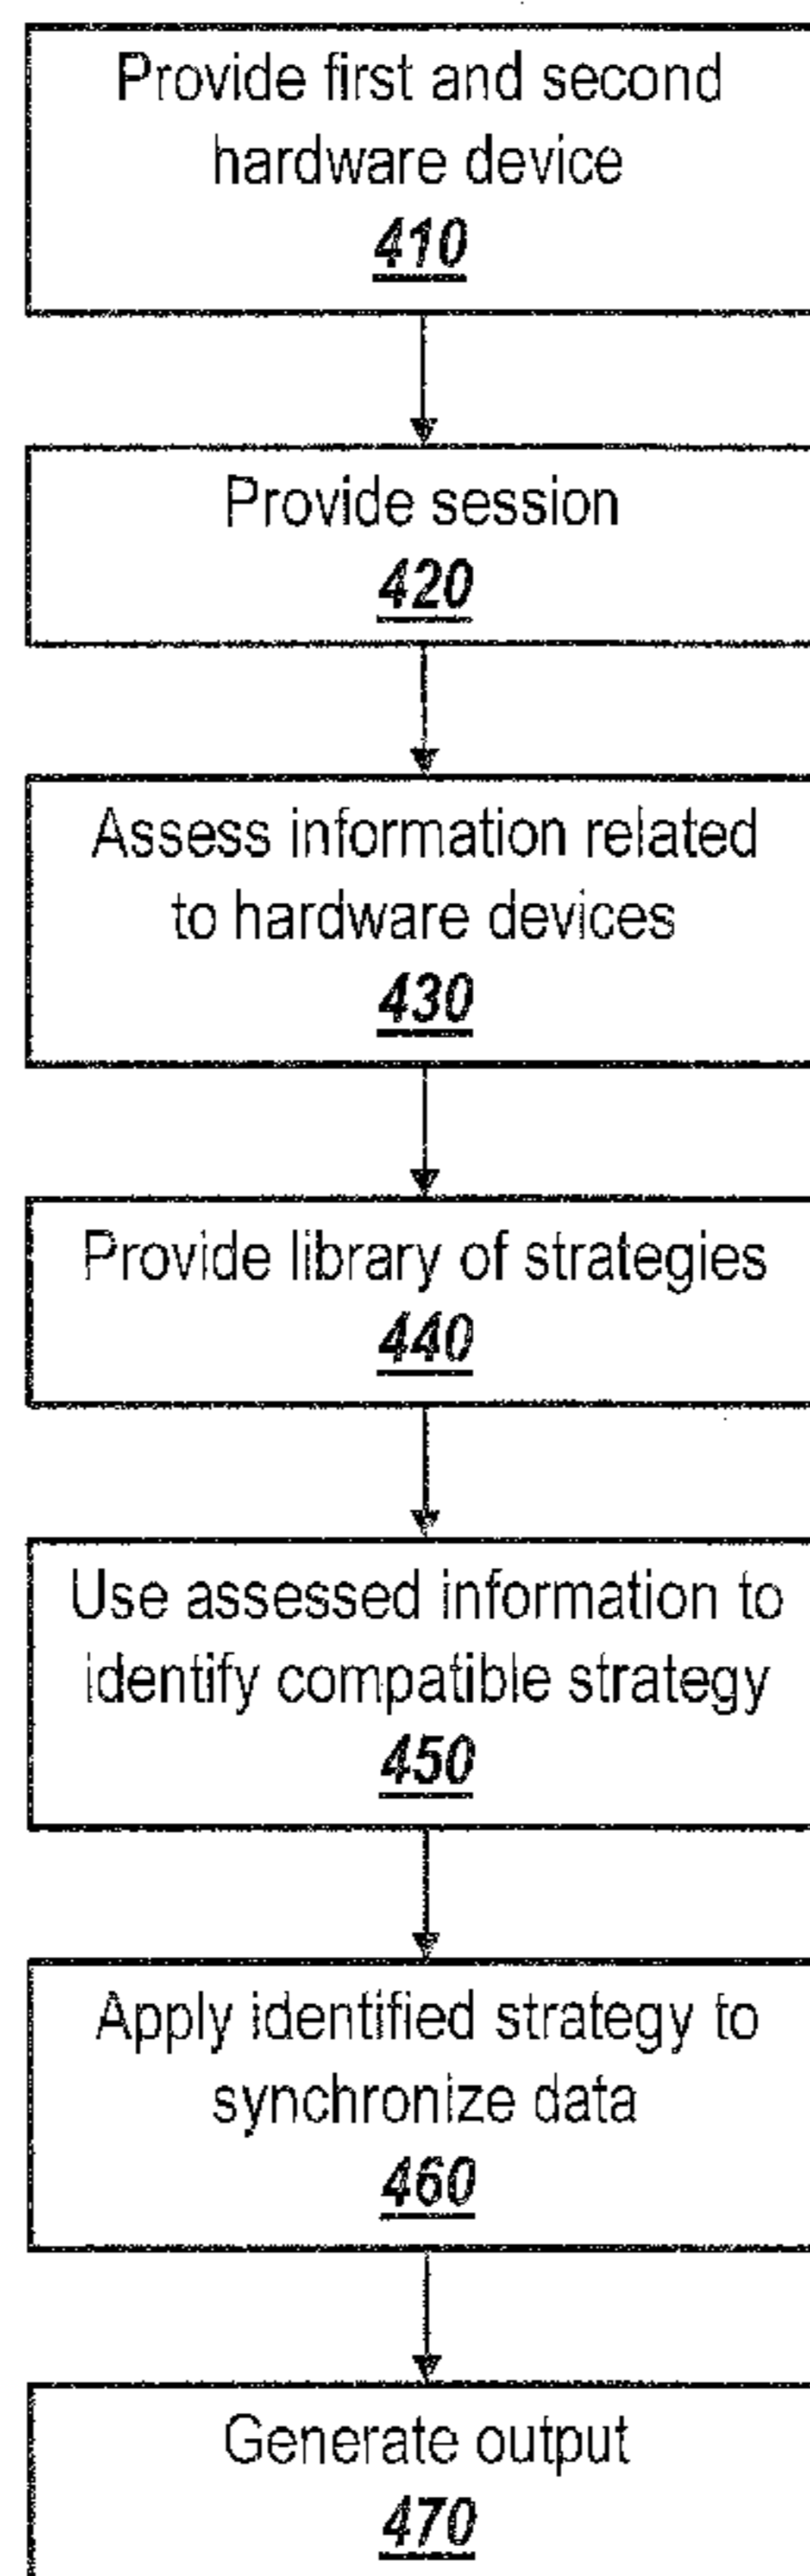 Provide first and second
hardware device
410
Provide session
420
Assess information related
to hardware devices
430
Provide library of strategies
440
Use assessed information to
identify compatible strategy
450
Apply identified strategy to
synchronize data
460
Generate output
470